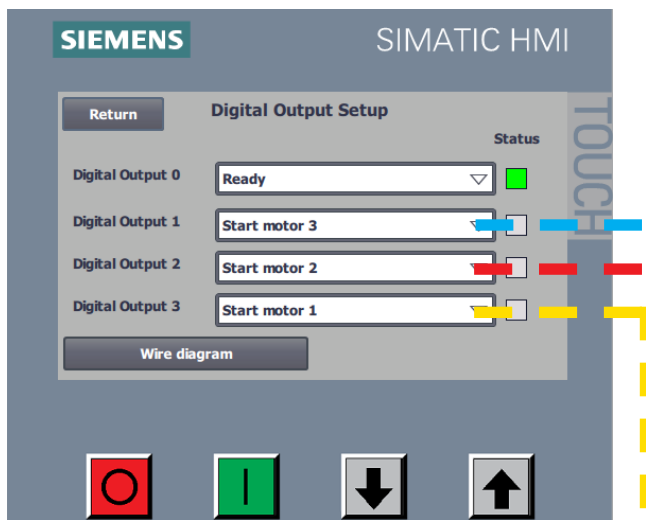 SIEMENS SIMATIC HMI
TOUCH
Return Digital Output Setup
Status
Digital Output 0 Ready
Digital Output 1 Start motor 3
Digital Output 2 Start motor 2
Digital Output 3 Start motor 1
Wire diagram